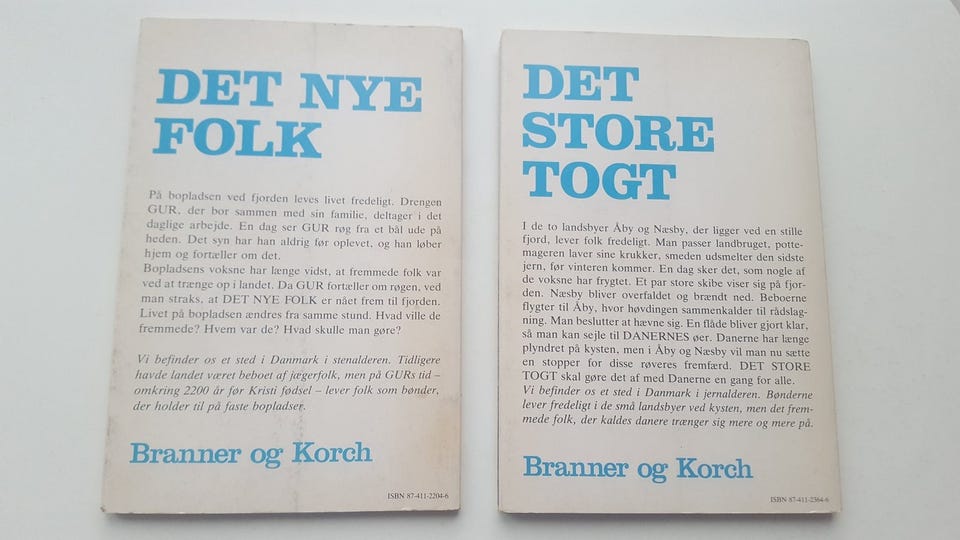 DET NYE
FOLK
På bopladsen ved fjorden leves livet fredeligt. Drengen
GUR, der bor sammen med sin familie, deltager i det
daglige arbejde. En dag ser GUR røg fra et bål ude på
heden. Det syn har han aldrig før oplevet, og han løber
hjem og fortæller om det.
Bopladsens voksne har længe vidst, at fremmede folk var
ved at trænge op i landet. Da GUR fortæller om røgen, ved
man straks, at DET NYE FOLK er nået frem til fjorden.
Livet på bopladsen ændres fra samme stund. Hvad ville de
fremmede? Hvem var de? Hvad skulle man gøre?
Vi befinder os et sted i Danmark i stenalderen. Tidligere
havde landet været beboet af jægerfolk, men på GURs tid –
omkring 2200 år før Kristi fødsel – lever folk som bønder,
der holder til på faste bopladser.
Branner og Korch
ISBN 87-411-2204-6
DET
STORE
TOGT
I de to landsbyer Åby og Næsby, der ligger ved en stille
fjord, lever folk fredeligt. Man passer landbruget, potte-
mageren laver sine krukker, smeden udsmelter den sidste
jern, før vinteren kommer. En dag sker det, som nogle af
de voksne har frygtet. Et par store skibe viser sig på fjor-
den. Næsby bliver overfaldet og brændt ned. Beboerne
flygter til Åby, hvor høvdingen sammenkalder til rådslag-
ning. Man beslutter at hævne sig. En flåde bliver gjort klar,
så man kan sejle til DANERNES øer. Danerne har længe
plyndret på kysten, men i Åby og Næsby vil man nu sætte
en stopper for disse røveres fremfærd. DET STORE
TOGT skal gøre det af med Danerne en gang for alle.
Vi befinder os et sted i Danmark i jernalderen. Bønderne
lever fredeligt i de små landsbyer ved kysten, men det frem-
mede folk, der kaldes danere trænger sig mere og mere på.
Branner og Korch
ISBN 87-411-2364-6